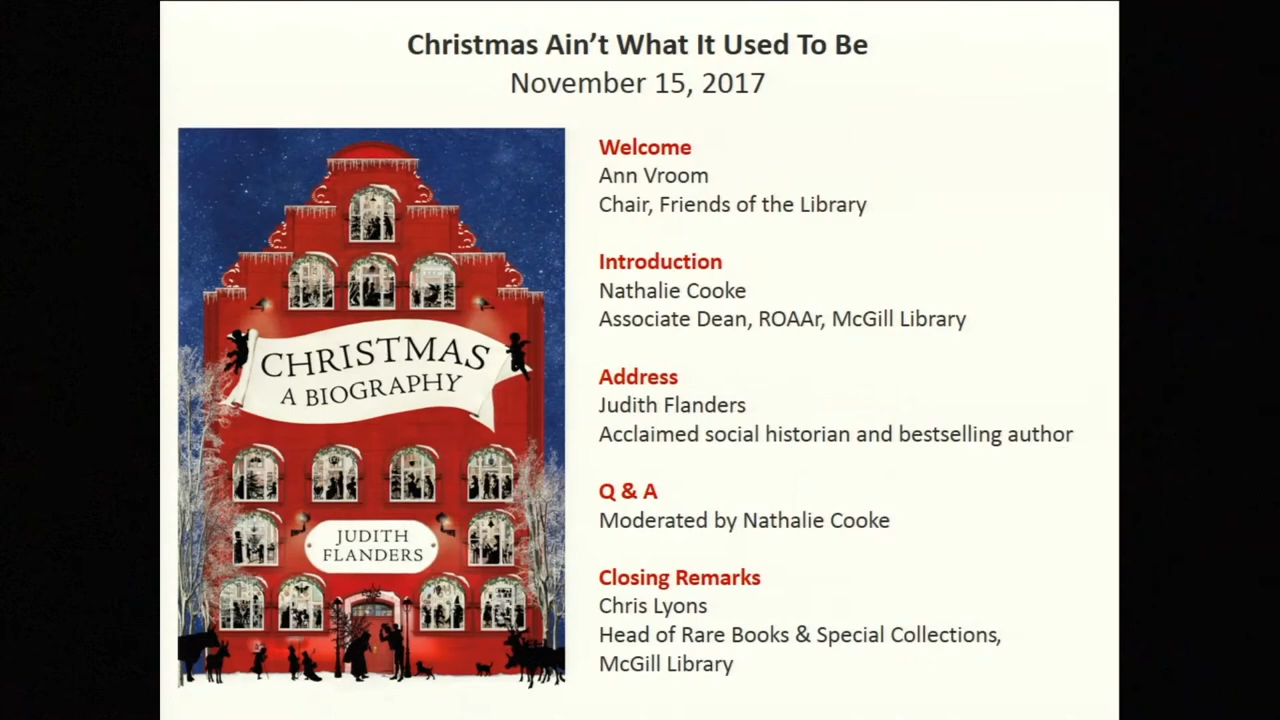 Christmas Ain’t What It Used To Be
November 15, 2017
CHRISTMAS
A BIOGRAPHY
JUDITH
FLANDERS
Welcome
Ann Vroom
Chair, Friends of the Library
Introduction
Nathalie Cooke
Associate Dean, ROAAr, McGill Library
Address
Judith Flanders
Acclaimed social historian and bestselling author
Q & A
Moderated by Nathalie Cooke
Closing Remarks
Chris Lyons
Head of Rare Books & Special Collections,
McGill Library